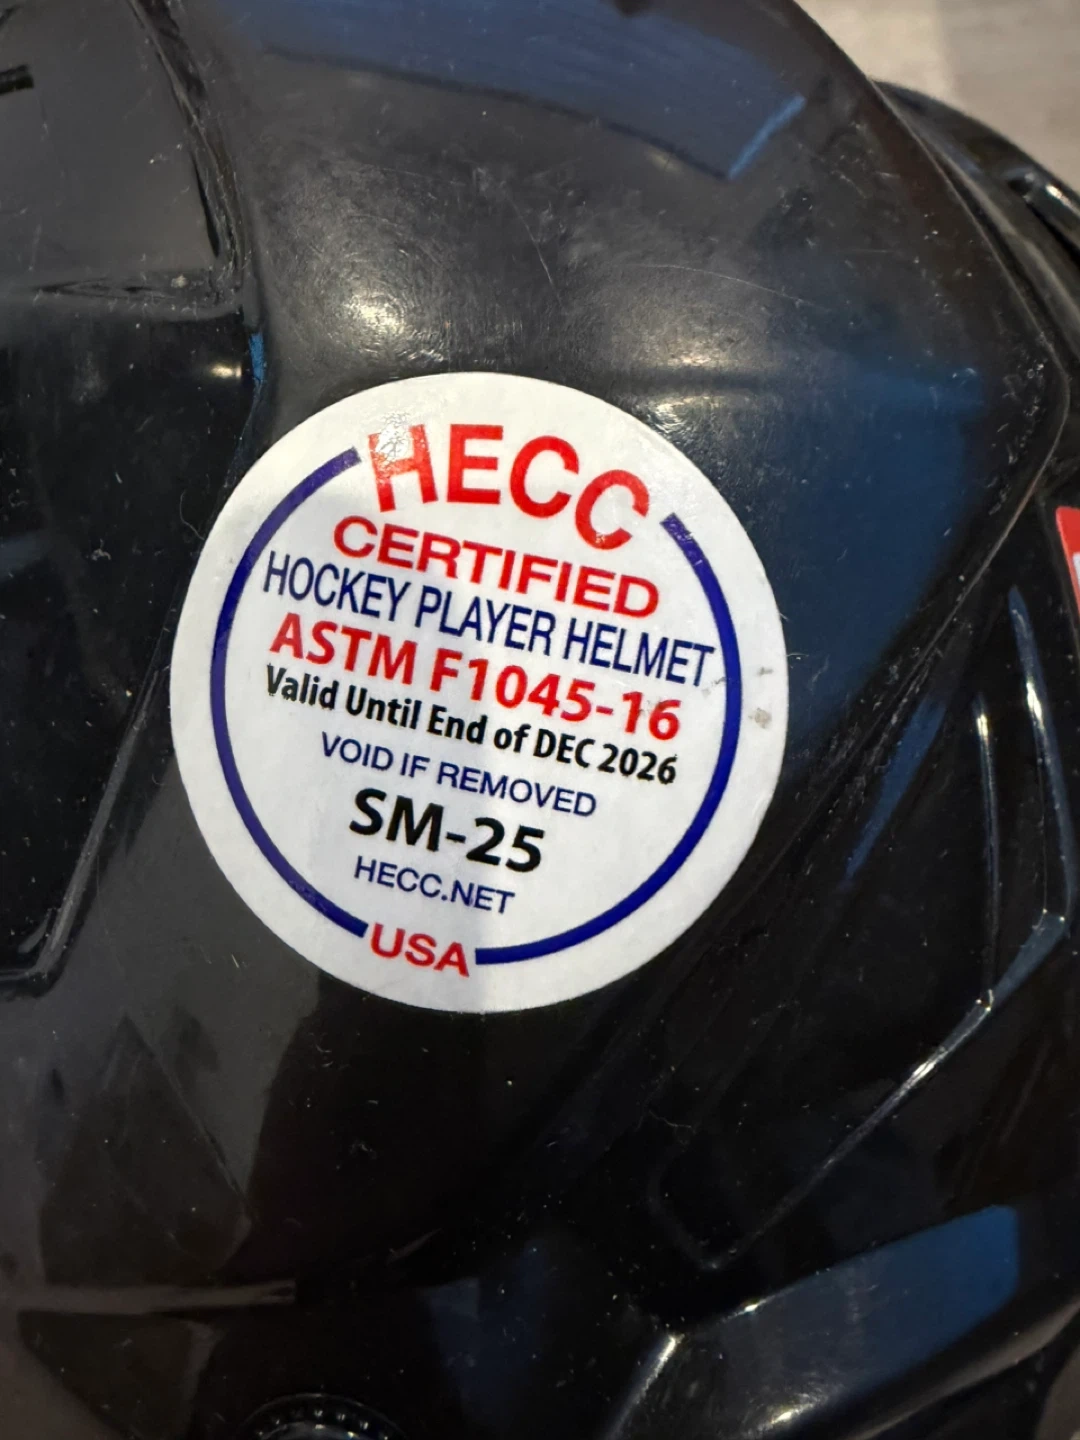 HECC
CERTIFIED
HOCKEY PLAYER HELMET
ASTM F1045-16
Valid Until End of DEC 2026
VOID IF REMOVED
SM-25
HECC.NET
USA